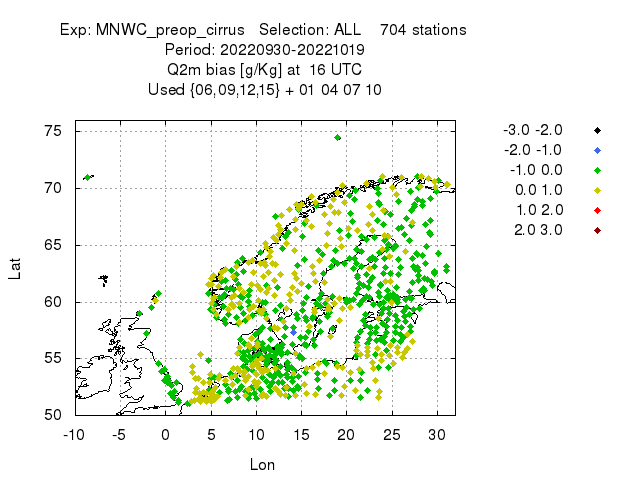 Exp: MNWC_preop_cirrus   Selection: ALL    704 stations
Period: 20220930-20221019
Q2m bias [g/Kg] at  16 UTC
Used {06,09,12,15} + 01 04 07 10
-3.0 -2.0
-2.0 -1.0
-1.0 0.0
0.0 1.0
1.0 2.0
2.0 3.0
75
70
65
60
55
50
Lat
-10 -5 0 5 10 15 20 25 30
Lon